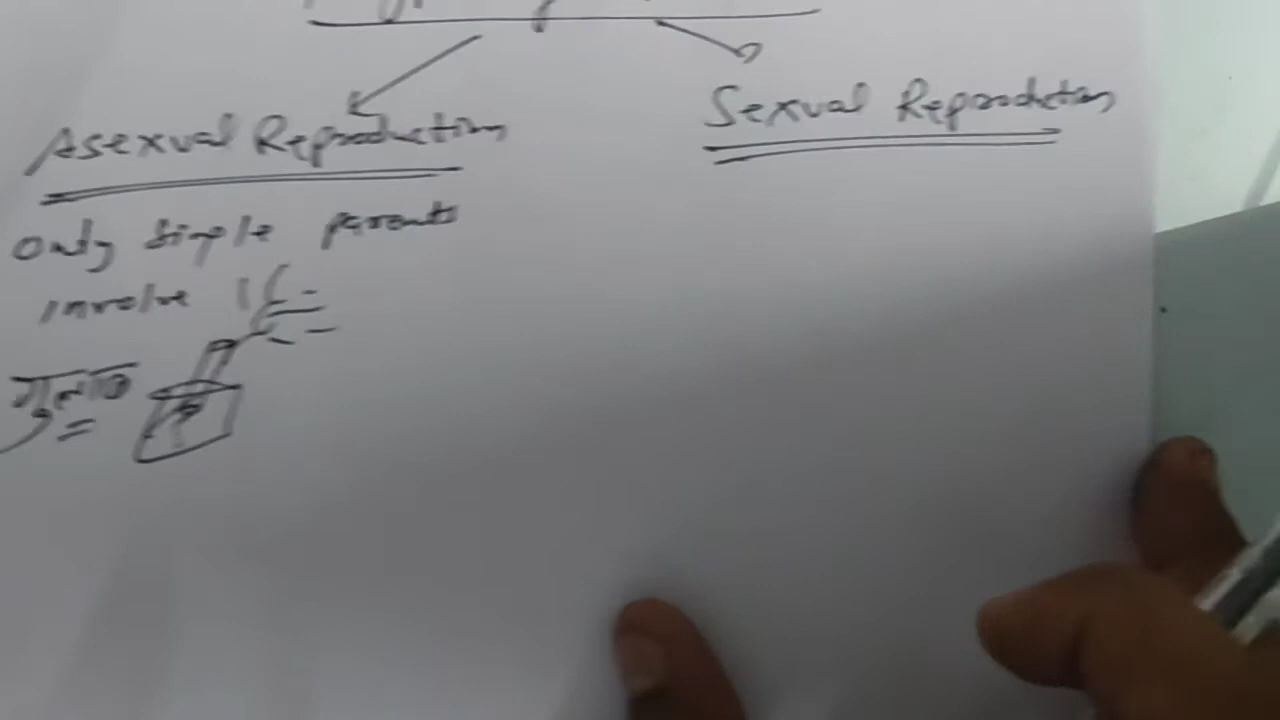 Asexual Reproduction
Sexual Reproduction
Only single parents
involve
गुलाब